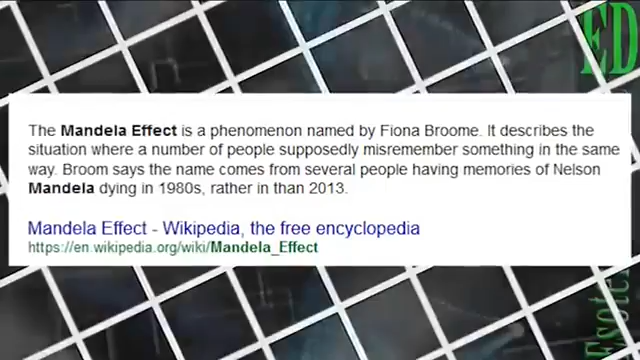 ED
The Mandela Effect is a phenomenon named by Fiona Broome. It describes the
situation where a number of people supposedly misremember something in the same
way. Broom says the name comes from several people having memories of Nelson
Mandela dying in 1980s, rather in than 2013.
Mandela Effect - Wikipedia, the free encyclopedia
https://en.wikipedia.org/wiki/Mandela_Effect
Esoter